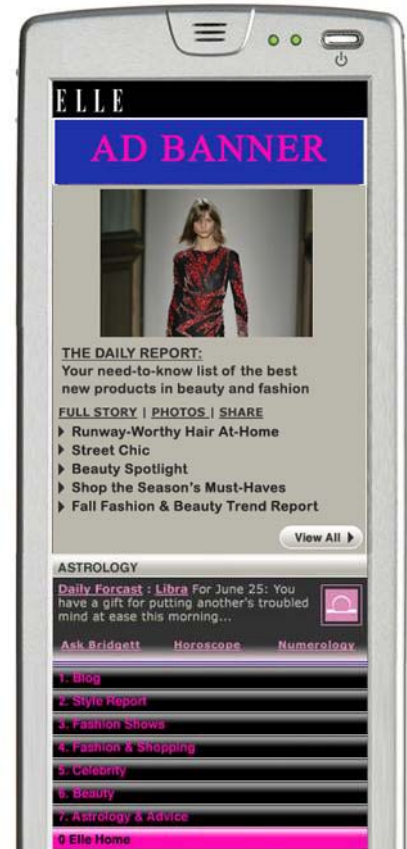 ELLE
AD BANNER
THE DAILY REPORT:
Your need-to-know list of the best
new products in beauty and fashion
FULL STORY | PHOTOS | SHARE
Runway-Worthy Hair At-Home
Street Chic
Beauty Spotlight
Shop the Season's Must-Haves
Fall Fashion & Beauty Trend Report
View All
ASTROLOGY
Daily Forcast : Libra For June 25: You
have a gift for putting another's troubled
mind at ease this morning...
Ask Bridgett Horoscope Numerology
1. Blog
2. Style Report
3. Fashion Shows
4. Fashion & Shopping
5. Celebrity
6. Beauty
7. Astrology & Advice
0 Elle Home